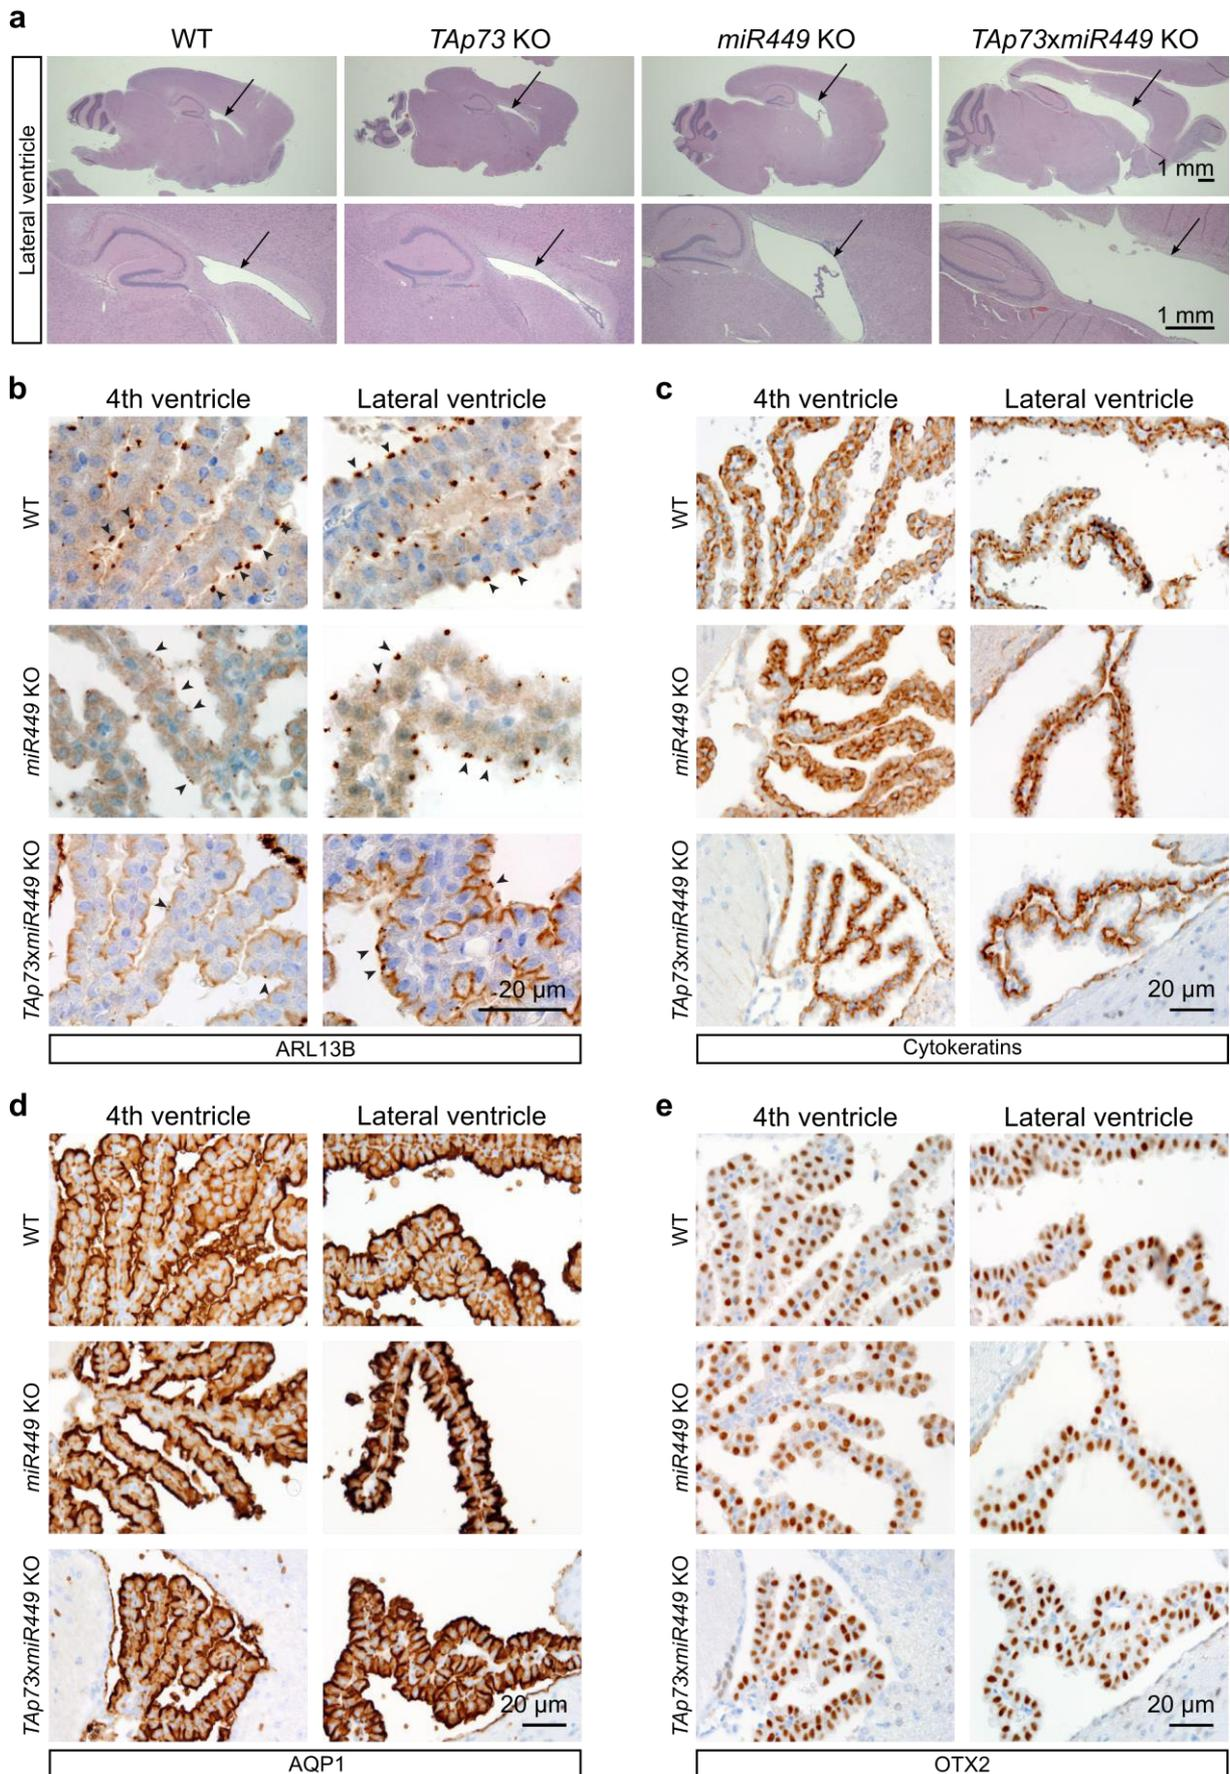 a
WT
TAp73 KO
miR449 KO
TAp73xmiR449 KO
Lateral ventricle
1 mm
1 mm
b
4th ventricle
Lateral ventricle
WT
miR449 KO
TAp73xmiR449 KO
20 µm
ARL13B
c
4th ventricle
Lateral ventricle
WT
miR449 KO
TAp73xmiR449 KO
20 µm
Cytokeratins
d
4th ventricle
Lateral ventricle
WT
miR449 KO
TAp73xmiR449 KO
20 µm
AQP1
e
4th ventricle
Lateral ventricle
WT
miR449 KO
TAp73xmiR449 KO
20 µm
OTX2